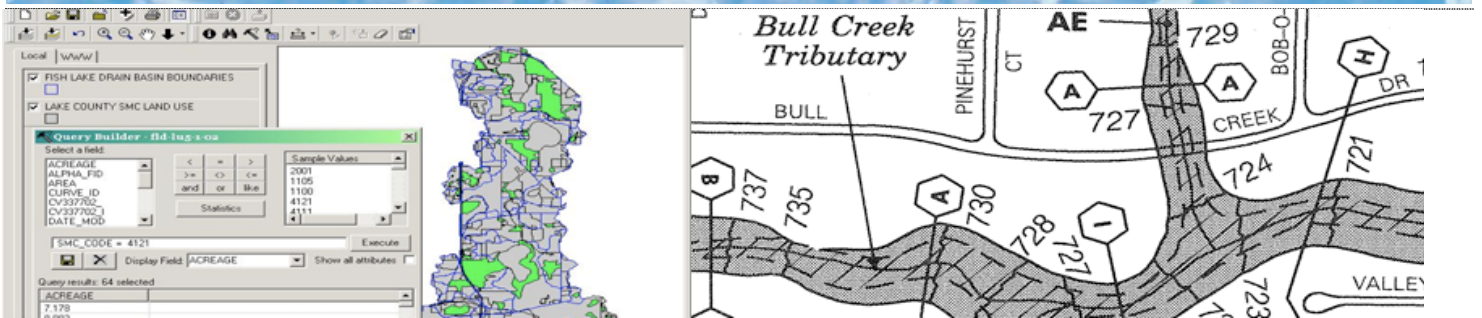 Local
WWW
FISH LAKE DRAIN BASIN BOUNDARIES
LAKE COUNTY SMC LAND USE
Query Builder - fld-lu5-1-02
Select a field:
ACREAGE
ALPHA_FID
AREA
CURVE_ID
CV337702_
CV337702_I
DATE_MOD
< = >
>= <> <=
and or like
Statistics
Sample Values
2001
1105
1100
4121
4111
SMC_CODE = 4121
Execute
Display Field: ACREAGE
Show all attributes
Query results: 64 selected
ACREAGE
7.178
Bull Creek
Tributary
AE
729
PINEHURST
CT
BOB-O-
H
A
A
DR
727
BULL
CREEK
724
721
B
737
735
A
730
728
727
I
723
VALLEY